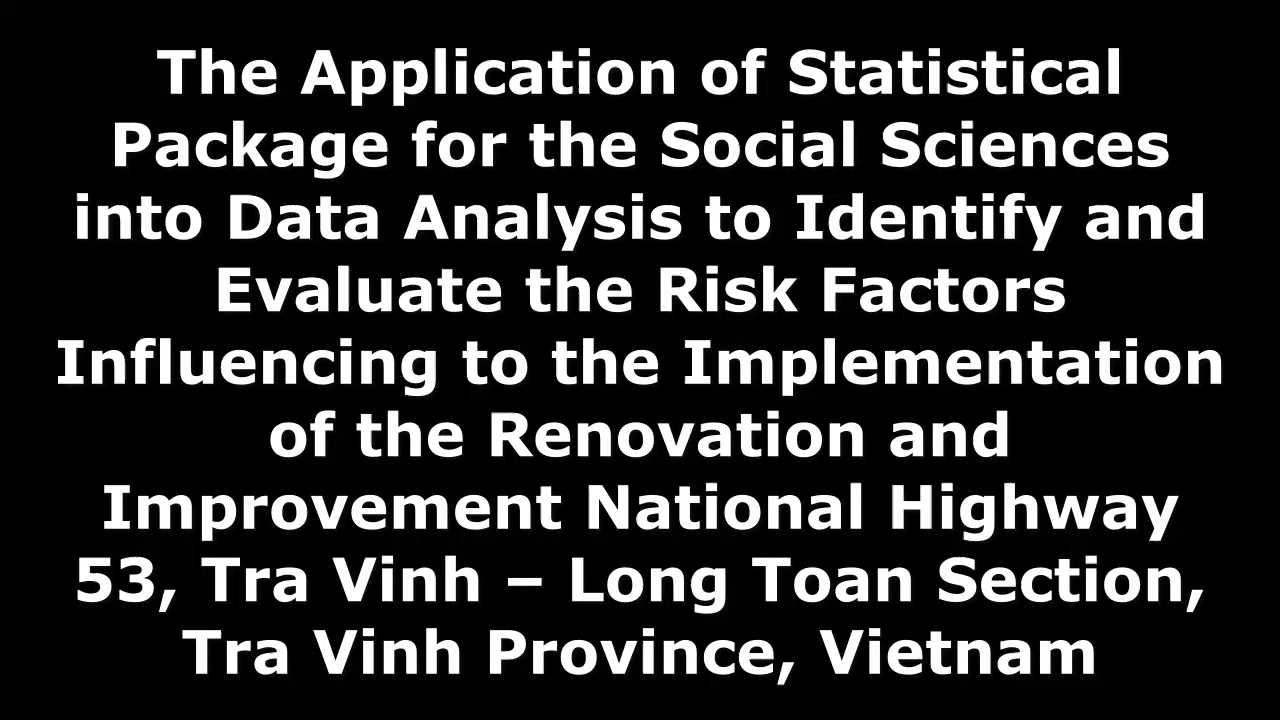 The Application of Statistical
Package for the Social Sciences
into Data Analysis to Identify and
Evaluate the Risk Factors
Influencing to the Implementation
of the Renovation and
Improvement National Highway
53, Tra Vinh – Long Toan Section,
Tra Vinh Province, Vietnam